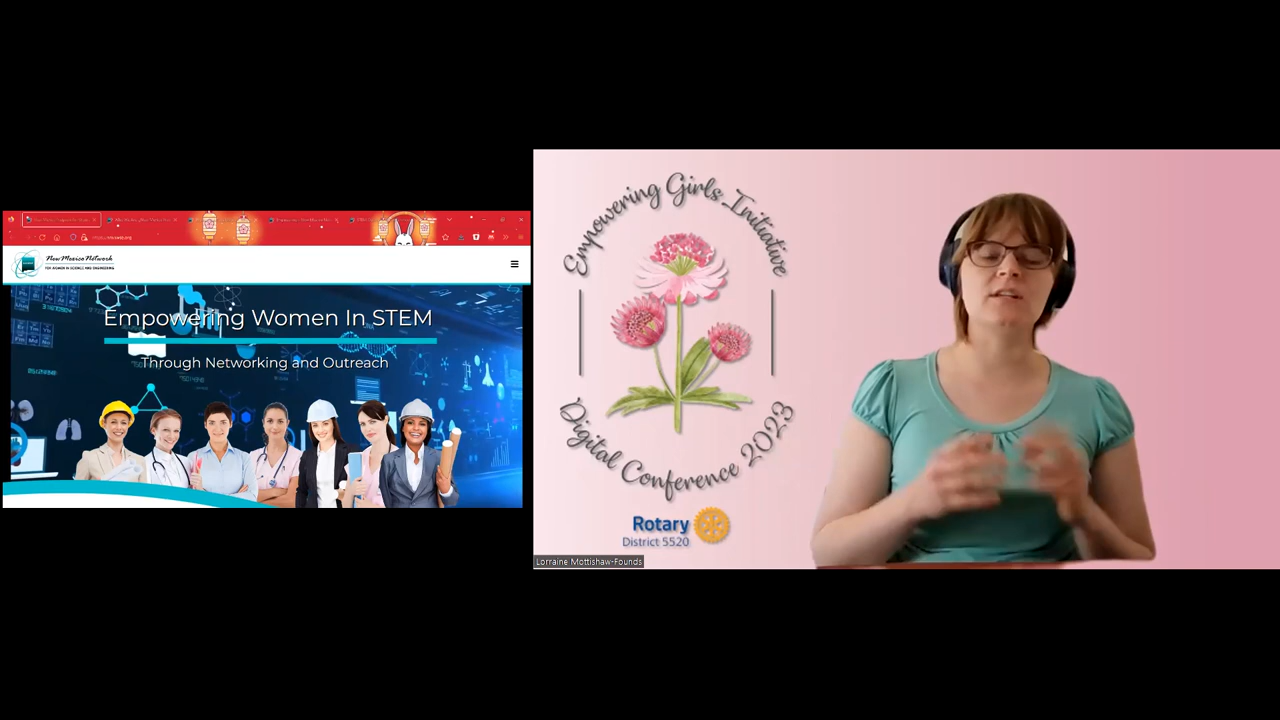 New Mexico Network
FOR WOMEN IN SCIENCE AND ENGINEERING
Empowering Women In STEM
Through Networking and Outreach
Empowering Girls Initiative
Digital Conference 2023
Rotary
District 5520
Lorraine Mottishaw-Founds